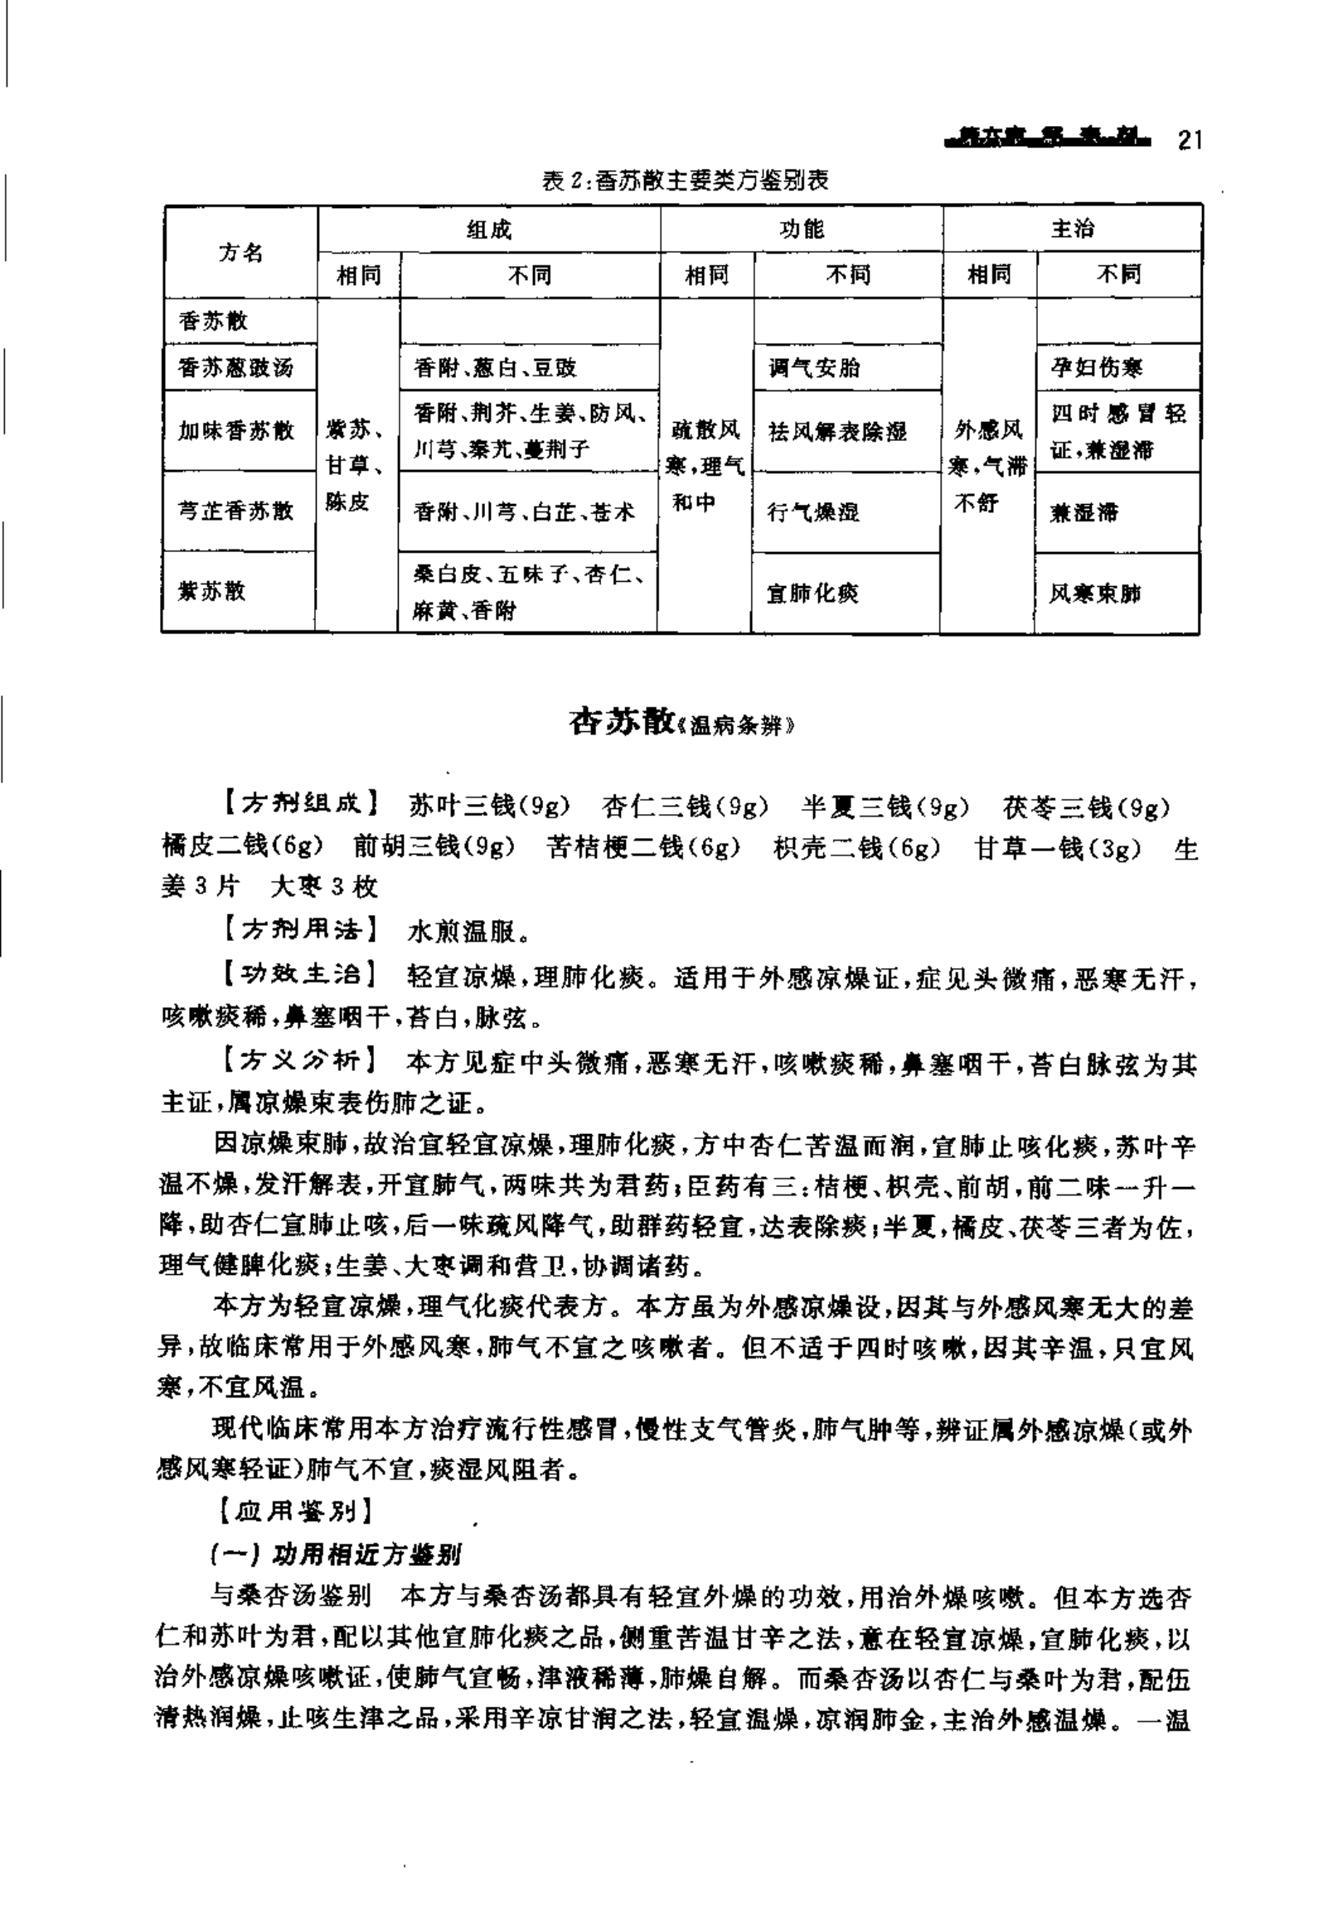 21
表2:香苏散主要类方鉴别表
方名 组成 功能 主治
相同 不同 相同 不同 相同 不同
香苏散
香苏葱豉汤 香附、葱白、豆豉 调气安胎 孕妇伤寒
加味香苏散 紫苏、甘草、陈皮 香附、荆芥、生姜、防风、川芎、秦艽、蔓荆子 疏散风寒,理气和中 祛风解表除湿 外感风寒,气滞不舒 四时感冒轻证,兼湿滞
芎芷香苏散 香附、川芎、白芷、苍术 行气燥湿 兼湿滞
紫苏散 桑白皮、五味子、杏仁、麻黄、香附 宣肺化痰 风寒束肺
杏苏散《温病条辨》
【方剂组成】 苏叶三钱(9g) 杏仁三钱(9g) 半夏三钱(9g) 茯苓三钱(9g)
橘皮二钱(6g) 前胡三钱(9g) 苦桔梗二钱(6g) 枳壳二钱(6g) 甘草一钱(3g) 生
姜3片 大枣3枚
【方剂用法】 水煎温服。
【功效主治】 轻宣凉燥,理肺化痰。适用于外感凉燥证,症见头微痛,恶寒无汗,
咳嗽痰稀,鼻塞咽干,苔白,脉弦。
【方义分析】 本方见症中头微痛,恶寒无汗,咳嗽痰稀,鼻塞咽干,苔白脉弦为其
主证,属凉燥束表伤肺之证。
因凉燥束肺,故治宜轻宣凉燥,理肺化痰,方中杏仁苦温而润,宣肺止咳化痰,苏叶辛
温不燥,发汗解表,开宣肺气,两味共为君药;臣药有三:桔梗、枳壳、前胡,前二味一升一
降,助杏仁宣肺止咳,后一味疏风降气,助群药轻宣,达表除痰;半夏,橘皮、茯苓三者为佐,
理气健脾化痰;生姜、大枣调和营卫,协调诸药。
本方为轻宣凉燥,理气化痰代表方。本方虽为外感凉燥设,因其与外感风寒无大的差
异,故临床常用于外感风寒,肺气不宣之咳嗽者。但不适于四时咳嗽,因其辛温,只宜风
寒,不宜风温。
现代临床常用本方治疗流行性感冒,慢性支气管炎,肺气肿等,辨证属外感凉燥(或外
感风寒轻证)肺气不宣,痰湿风阻者。
【应用鉴别】
(一)功用相近方鉴别
与桑杏汤鉴别 本方与桑杏汤都具有轻宣外燥的功效,用治外燥咳嗽。但本方选杏
仁和苏叶为君,配以其他宣肺化痰之品,侧重苦温甘辛之法,意在轻宣凉燥,宣肺化痰,以
治外感凉燥咳嗽证,使肺气宣畅,津液稀薄,肺燥自解。而桑杏汤以杏仁与桑叶为君,配伍
清热润燥,止咳生津之品,采用辛凉甘润之法,轻宣温燥,凉润肺金,主治外感温燥。一温